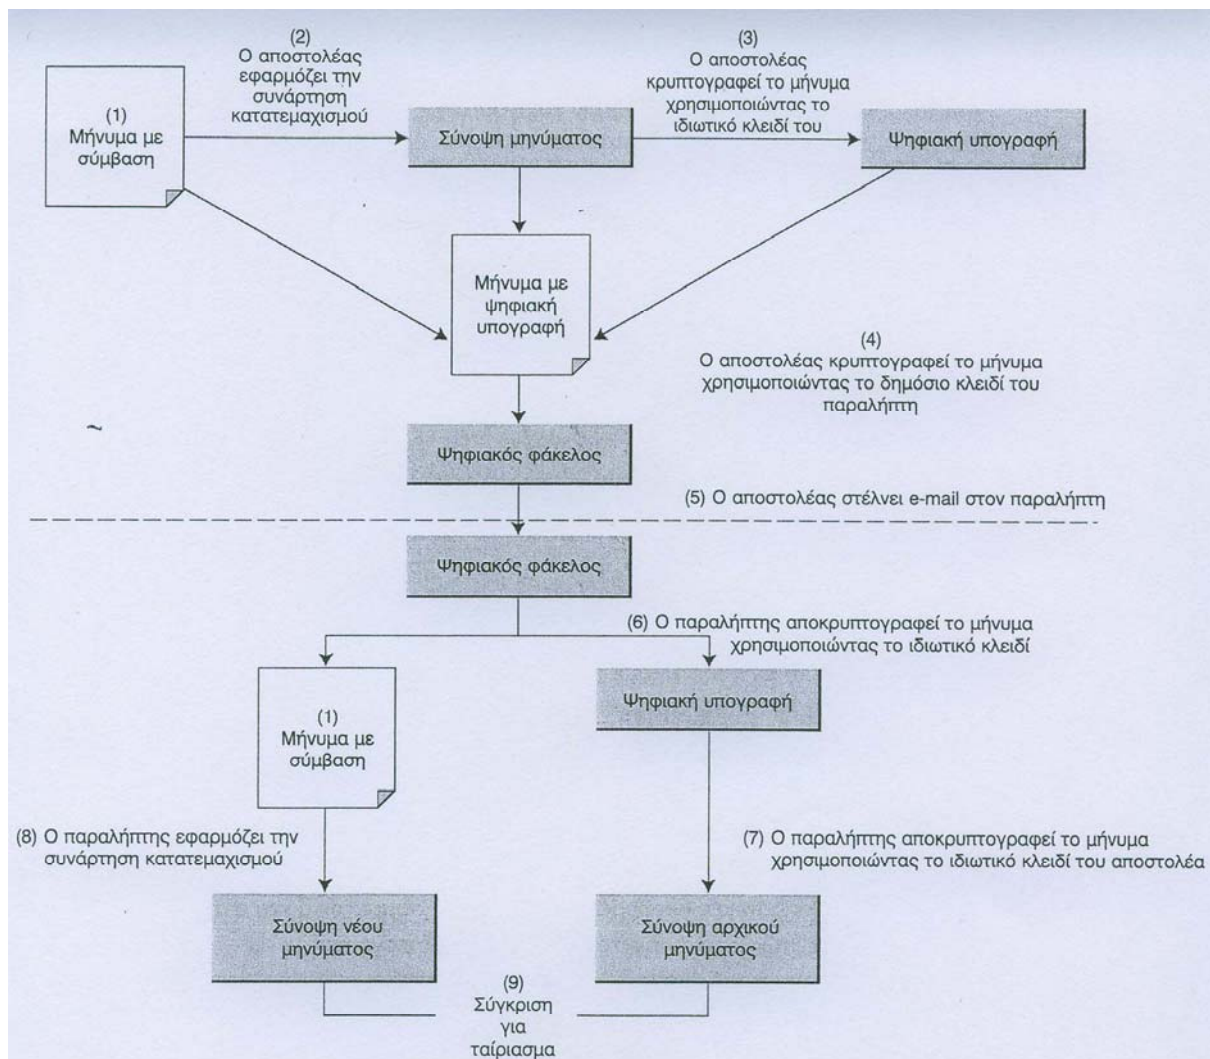 (2)
Ο αποστολέας
εφαρμόζει την
συνάρτηση
κατατεμαχισμού
(3)
Ο αποστολέας
κρυπτογραφεί το μήνυμα
χρησιμοποιώντας το
ιδιωτικό κλειδί του
(1)
Μήνυμα με
σύμβαση
Σύνοψη μηνύματος
Ψηφιακή υπογραφή
Μήνυμα με
ψηφιακή
υπογραφή
(4)
Ο αποστολέας κρυπτογραφεί το μήνυμα
χρησιμοποιώντας το δημόσιο κλειδί του
παραλήπτη
Ψηφιακός φάκελος
(5) Ο αποστολέας στέλνει e-mail στον παραλήπτη
Ψηφιακός φάκελος
(6) Ο παραλήπτης αποκρυπτογραφεί το μήνυμα
χρησιμοποιώντας το ιδιωτικό κλειδί
(1)
Μήνυμα με
σύμβαση
Ψηφιακή υπογραφή
(8) Ο παραλήπτης εφαρμόζει την
συνάρτηση κατατεμαχισμού
(7) Ο παραλήπτης αποκρυπτογραφεί το μήνυμα
χρησιμοποιώντας το ιδιωτικό κλειδί του αποστολέα
Σύνοψη νέου
μηνύματος
Σύνοψη αρχικού
μηνύματος
(9)
Σύγκριση
για
ταίριασμα